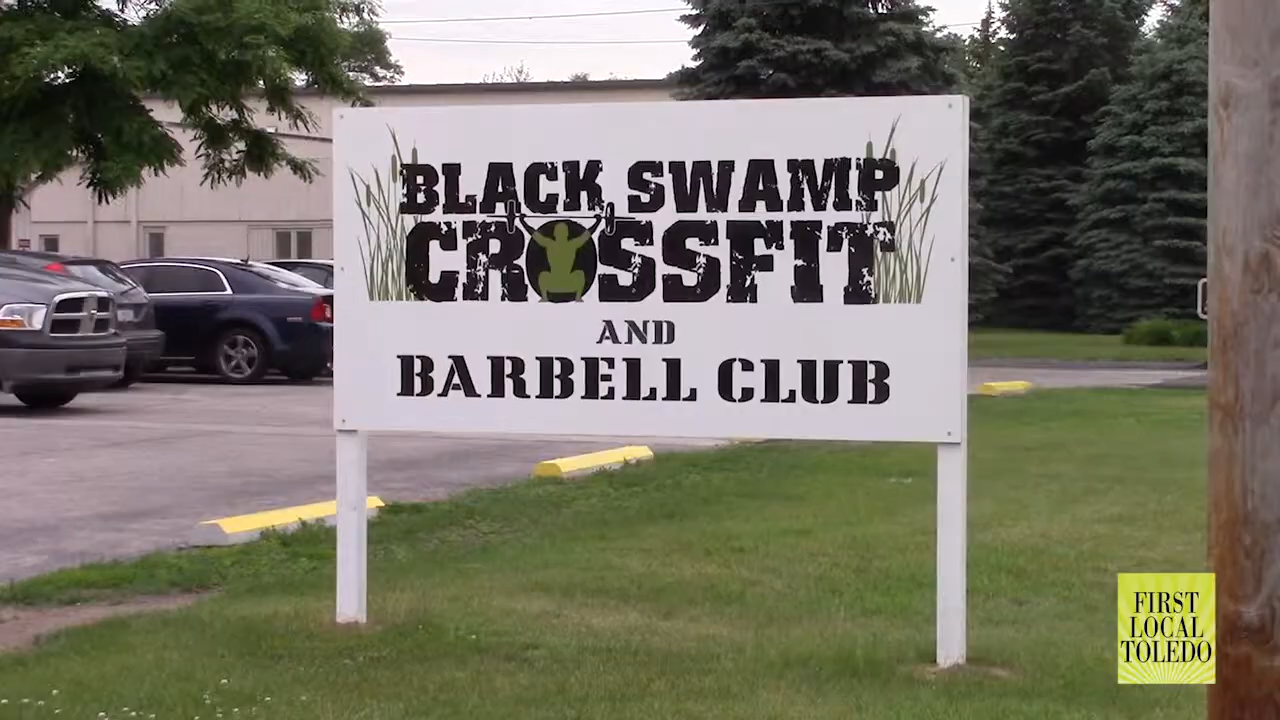 BLACK SWAMP
CROSSFIT
AND
BARBELL CLUB
FIRST
LOCAL
TOLEDO